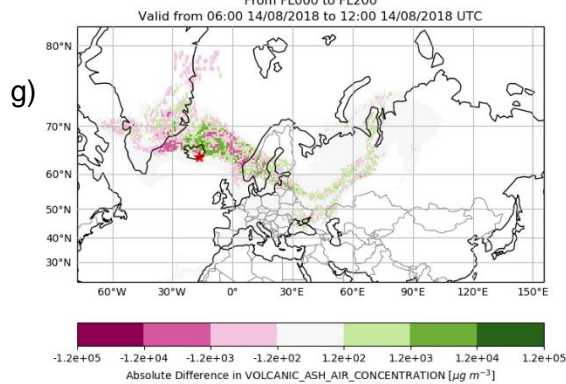 From FL000 to FL200
Valid from 06:00 14/08/2018 to 12:00 14/08/2018 UTC
g)
80°N
70°N
60°N
50°N
40°N
30°N
60°W 30°W 0° 30°E 60°E 90°E 120°E 155°E
-1.2e+05 -1.2e+04 -1.2e+03 -1.2e+02 1.2e+02 1.2e+03 1.2e+04 1.2e+05
Absolute Difference in VOLCANIC_ASH_AIR_CONCENTRATION [µg m⁻³]